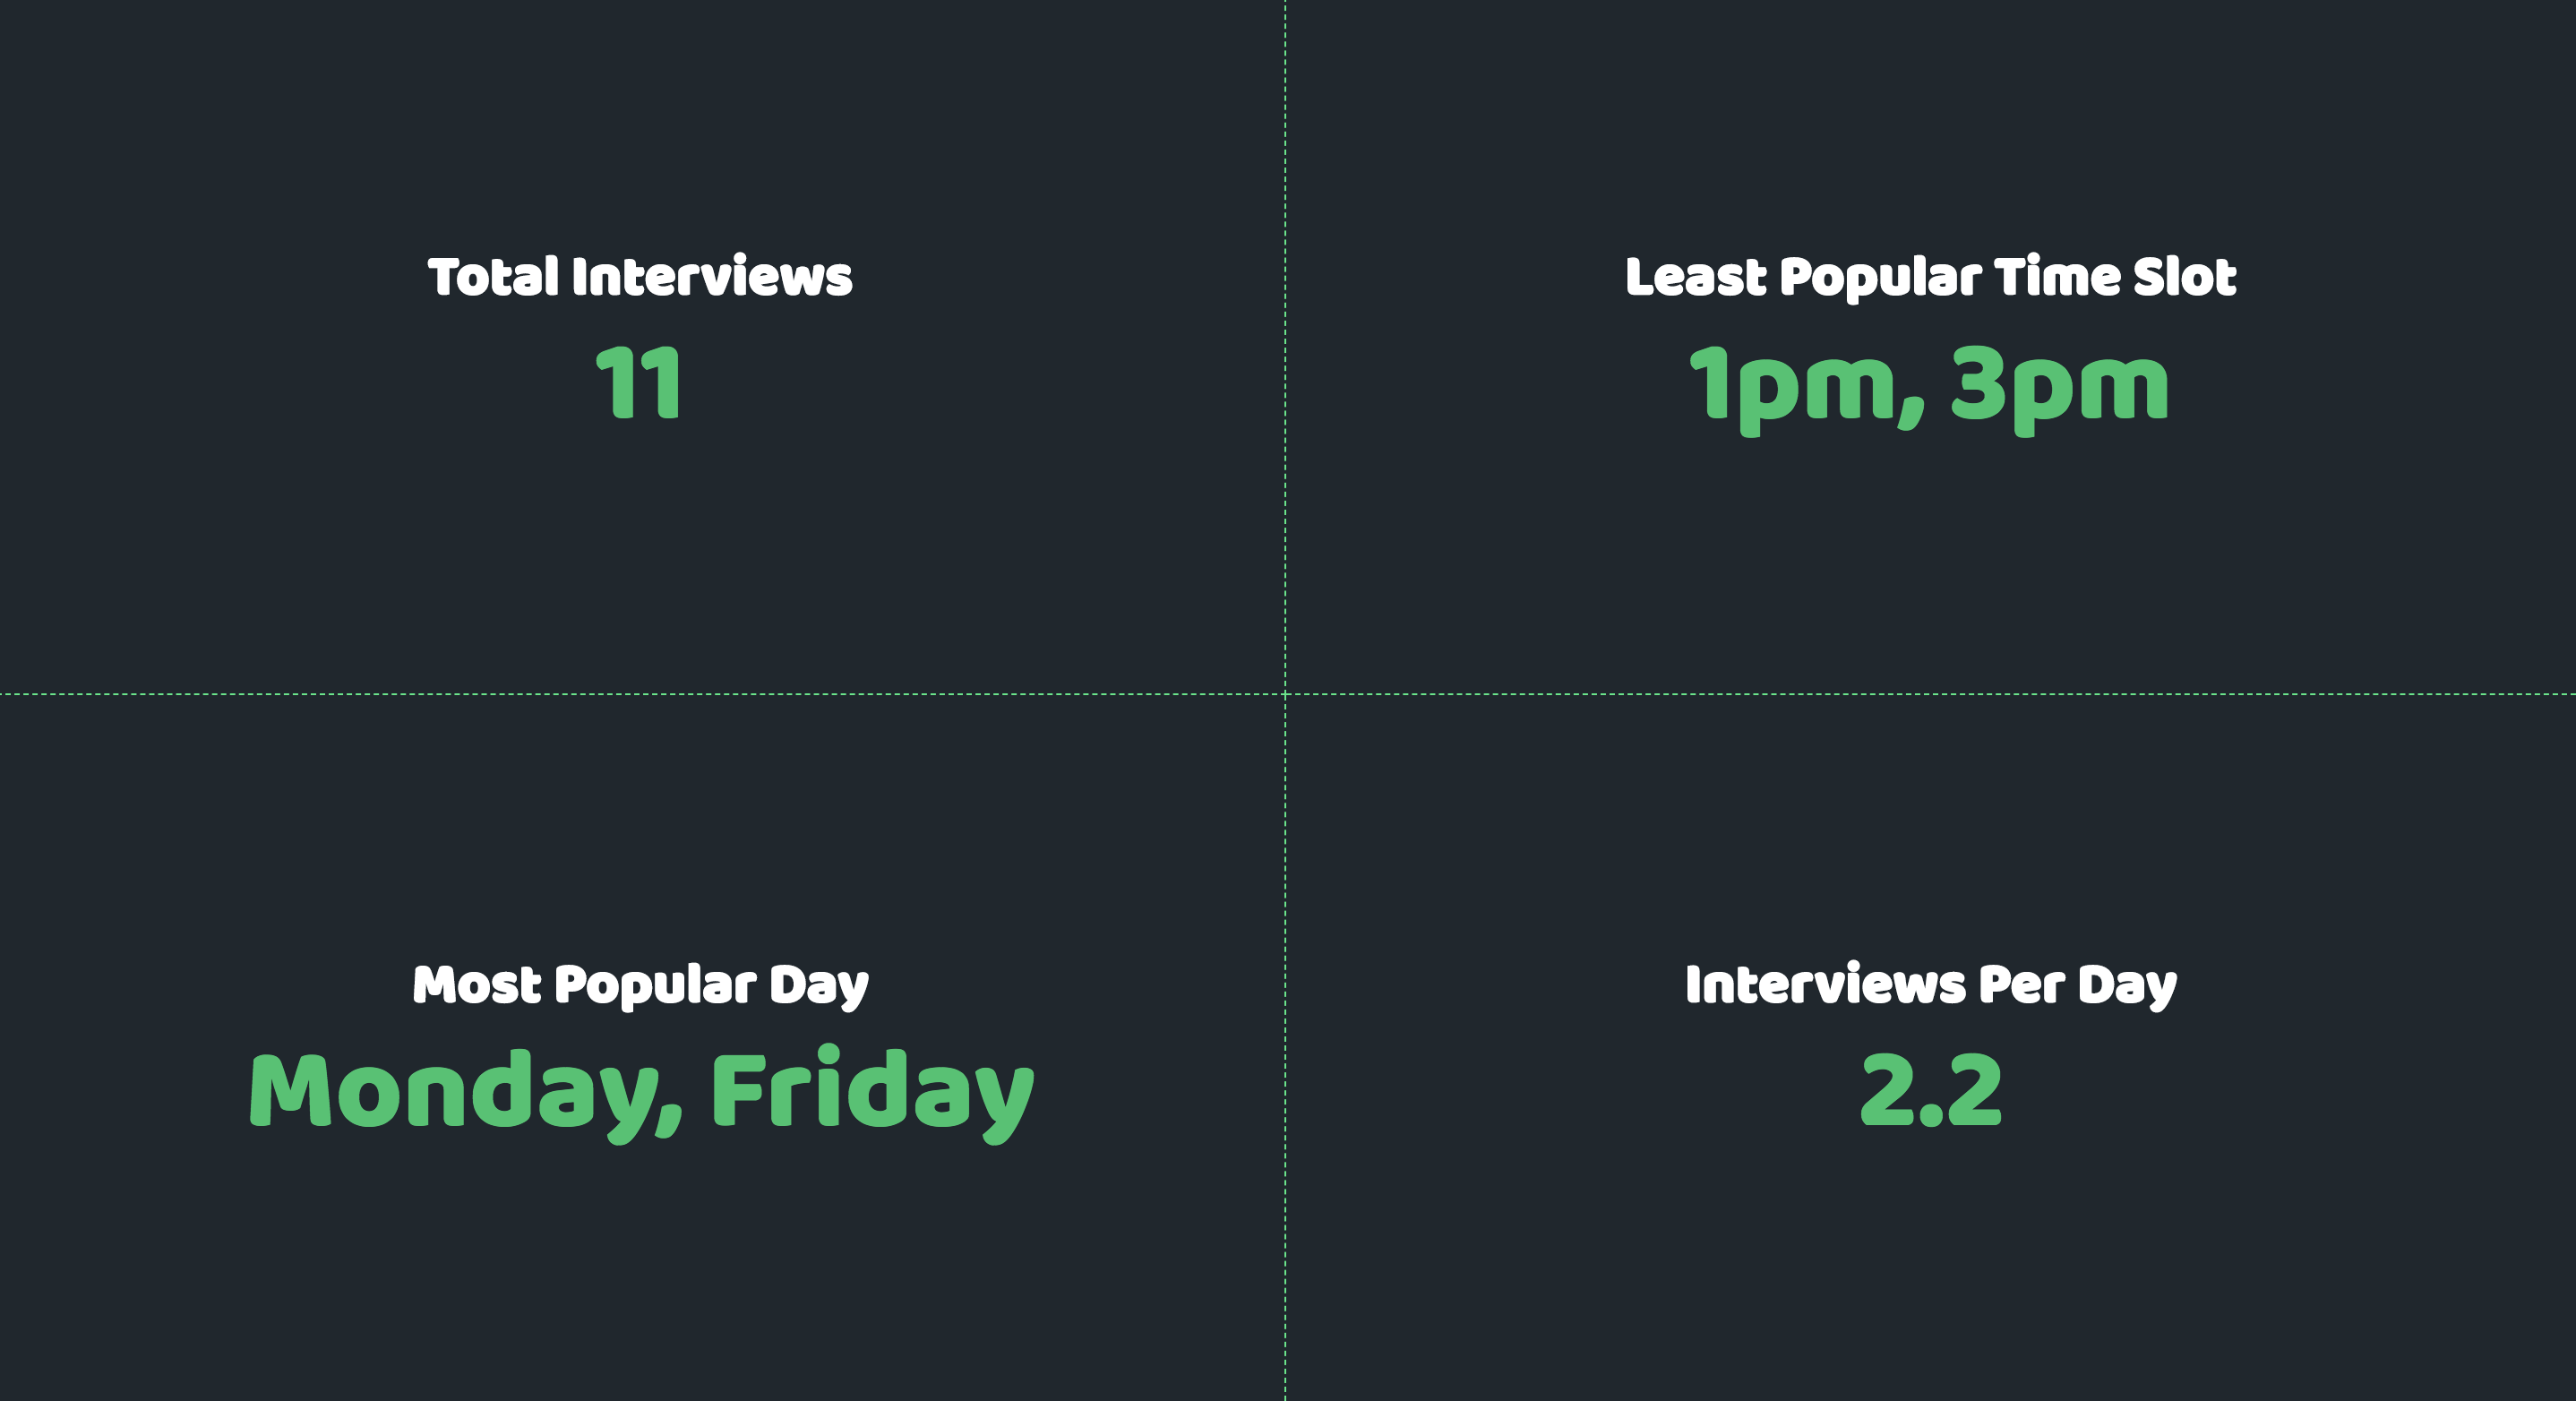 Total Interviews
11
Least Popular Time Slot
1pm, 3pm
Most Popular Day
Monday, Friday
Interviews Per Day
2.2